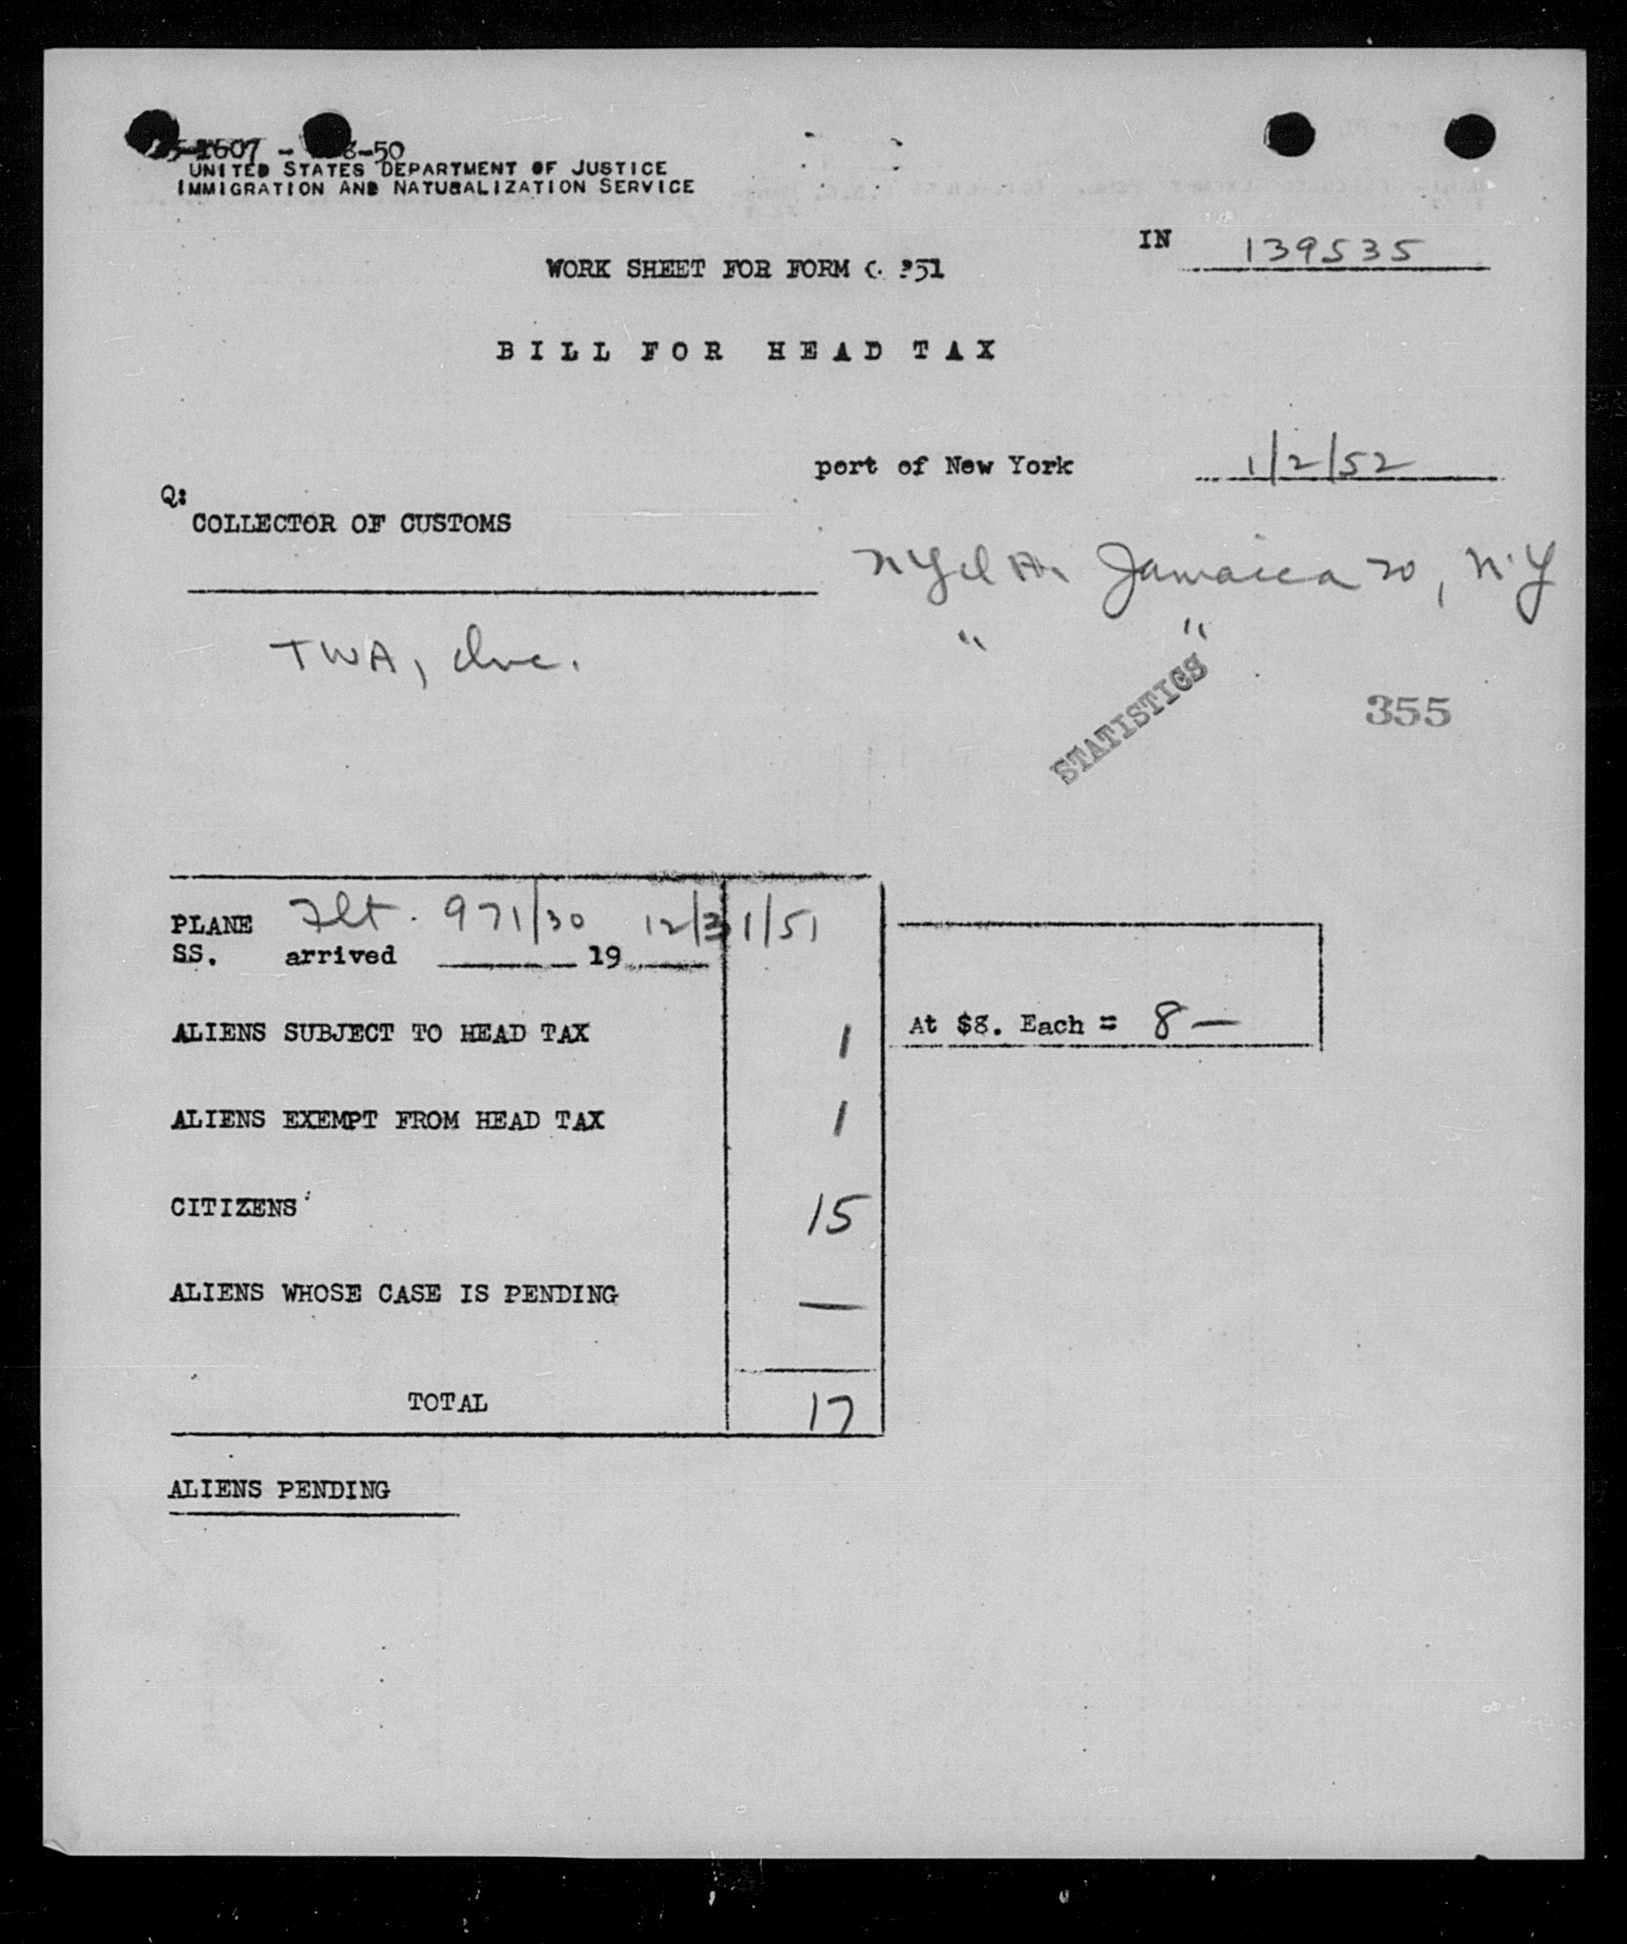 -50
UNITED STATES DEPARTMENT OF JUSTICE
IMMIGRATION AND NATURALIZATION SERVICE
IN 139535
WORK SHEET FOR FORM
BILL FOR HEAD TAX
port of New York 1/2/52
Q:
COLLECTOR OF CUSTOMS
Jamaica 20, N.Y
TWA, Inc. " "
STATISTICS
355
PLANE Flt. 971/30 12/31/51
SS. arrived 19
ALIENS SUBJECT TO HEAD TAX 1 At $8. Each = 8 —
ALIENS EXEMPT FROM HEAD TAX 1
CITIZENS 15
ALIENS WHOSE CASE IS PENDING —
TOTAL 17
ALIENS PENDING